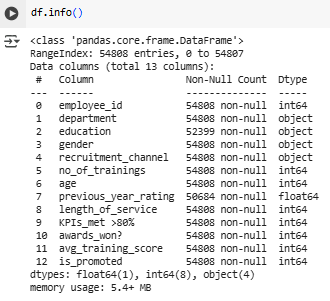 df.info()
<class 'pandas.core.frame.DataFrame'>
RangeIndex: 54808 entries, 0 to 54807
Data columns (total 13 columns):
 #   Column               Non-Null Count  Dtype
---  ------               --------------  -----
 0   employee_id          54808 non-null  int64
 1   department           54808 non-null  object
 2   education            52399 non-null  object
 3   gender               54808 non-null  object
 4   recruitment_channel  54808 non-null  object
 5   no_of_trainings      54808 non-null  int64
 6   age                  54808 non-null  int64
 7   previous_year_rating 50684 non-null  float64
 8   length_of_service    54808 non-null  int64
 9   KPIs_met >80%        54808 non-null  int64
 10  awards_won?          54808 non-null  int64
 11  avg_training_score   54808 non-null  int64
 12  is_promoted          54808 non-null  int64
dtypes: float64(1), int64(8), object(4)
memory usage: 5.4+ MB